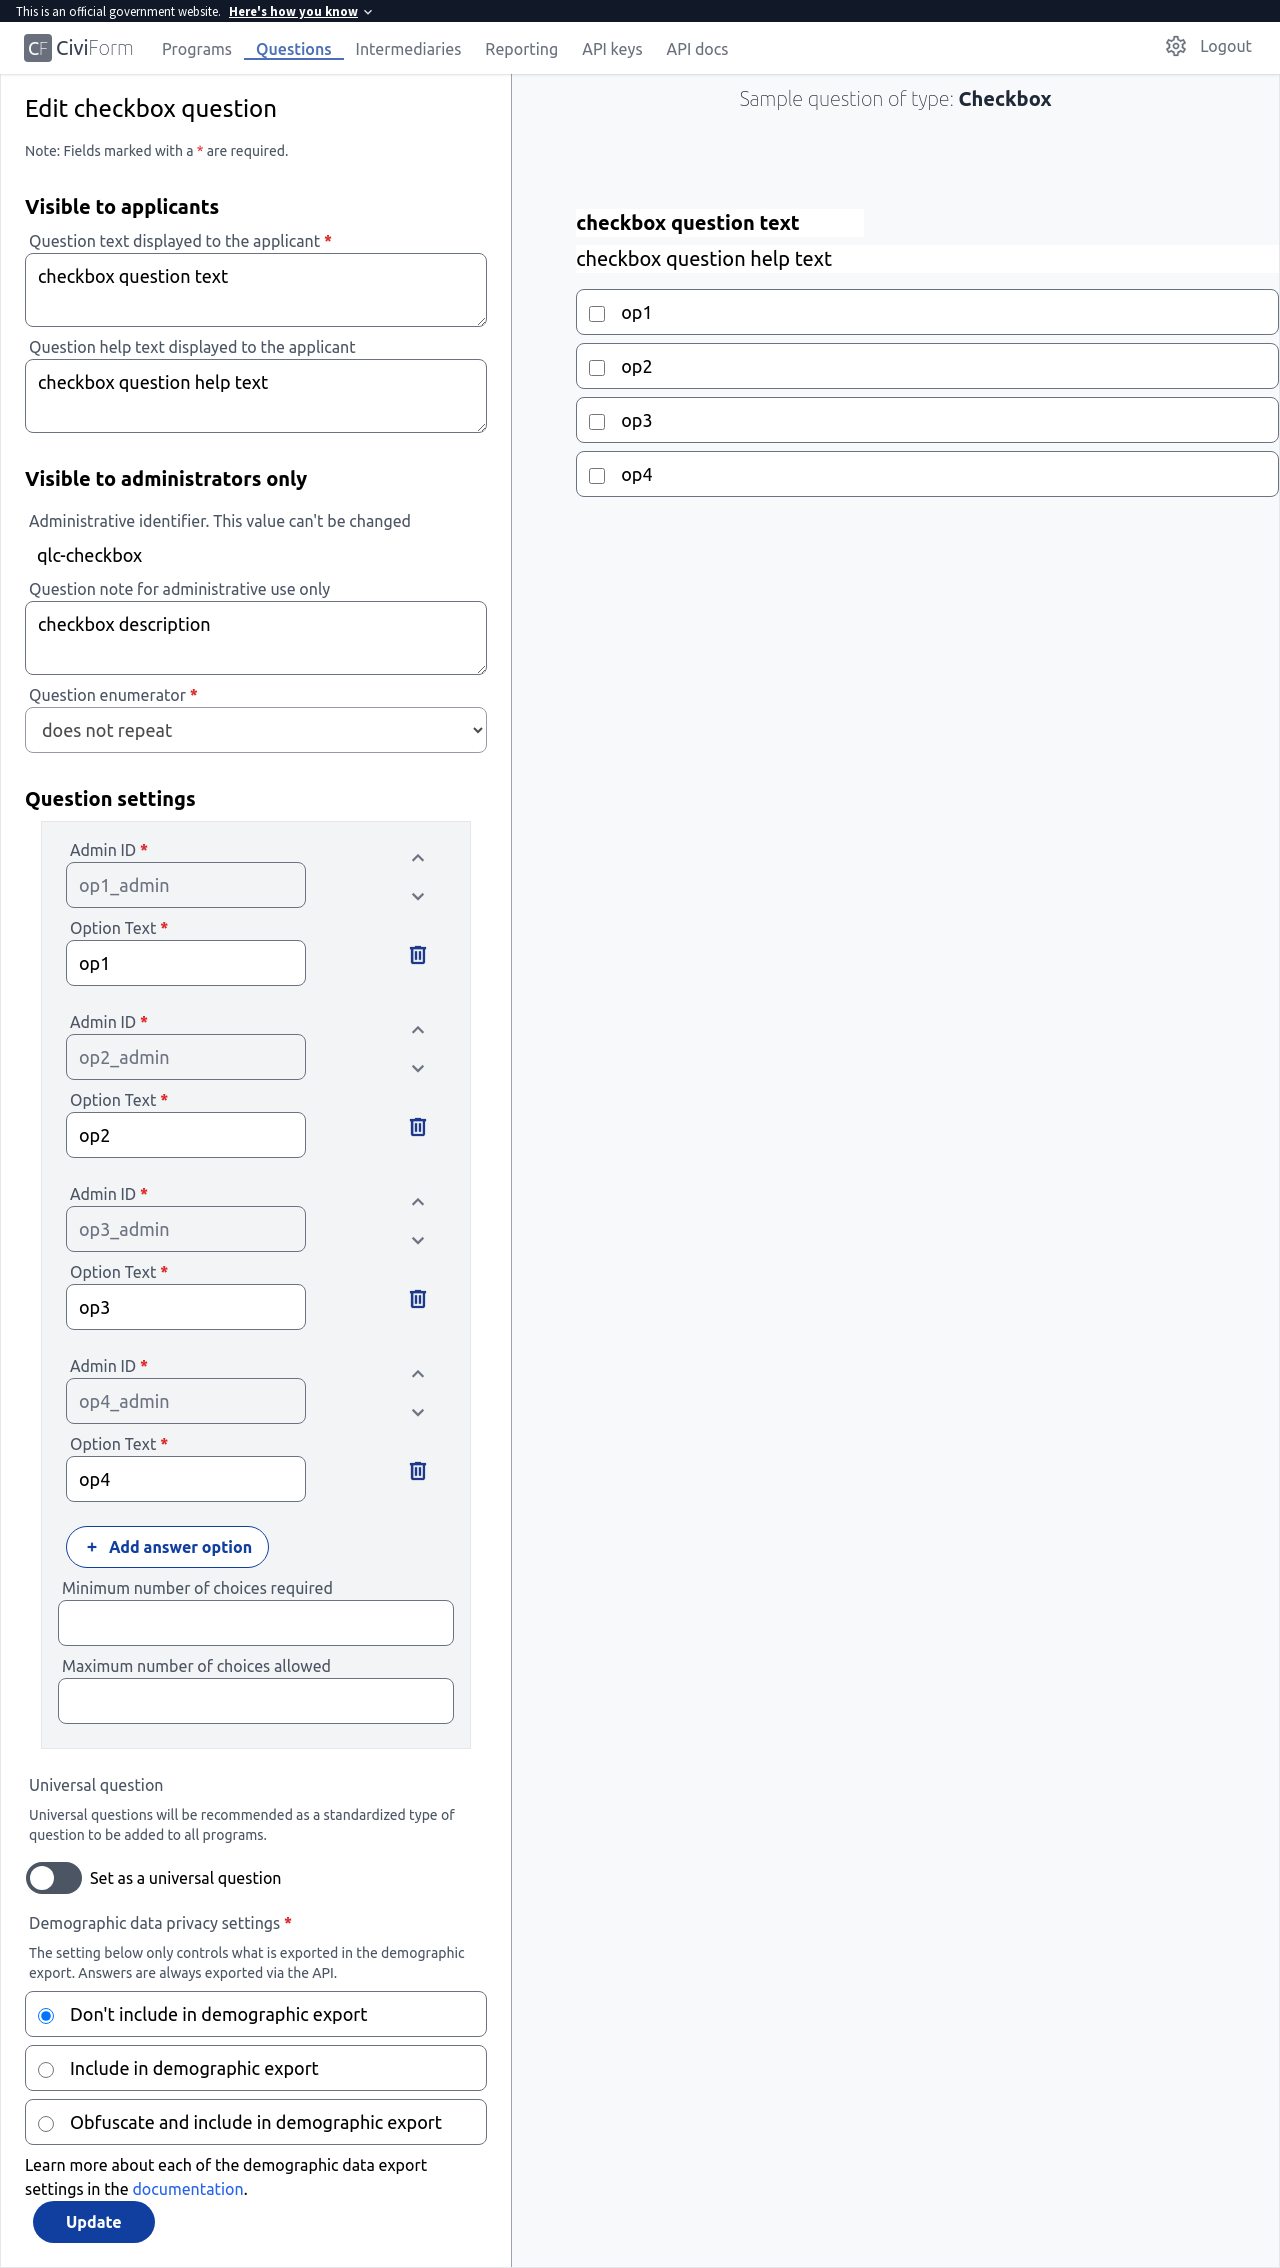 This is an official government website. Here's how you know
CF CiviForm Programs Questions Intermediaries Reporting API keys API docs Logout
Edit checkbox question
Note: Fields marked with a * are required.
Visible to applicants
Question text displayed to the applicant *
checkbox question text
Question help text displayed to the applicant
checkbox question help text
Visible to administrators only
Administrative identifier. This value can't be changed
qlc-checkbox
Question note for administrative use only
checkbox description
Question enumerator *
does not repeat
Question settings
Admin ID *
op1_admin
Option Text *
op1
Admin ID *
op2_admin
Option Text *
op2
Admin ID *
op3_admin
Option Text *
op3
Admin ID *
op4_admin
Option Text *
op4
+ Add answer option
Minimum number of choices required
Maximum number of choices allowed
Universal question
Universal questions will be recommended as a standardized type of
question to be added to all programs.
Set as a universal question
Demographic data privacy settings *
The setting below only controls what is exported in the demographic
export. Answers are always exported via the API.
Don't include in demographic export
Include in demographic export
Obfuscate and include in demographic export
Learn more about each of the demographic data export
settings in the documentation.
Update
Sample question of type: Checkbox
checkbox question text
checkbox question help text
op1
op2
op3
op4